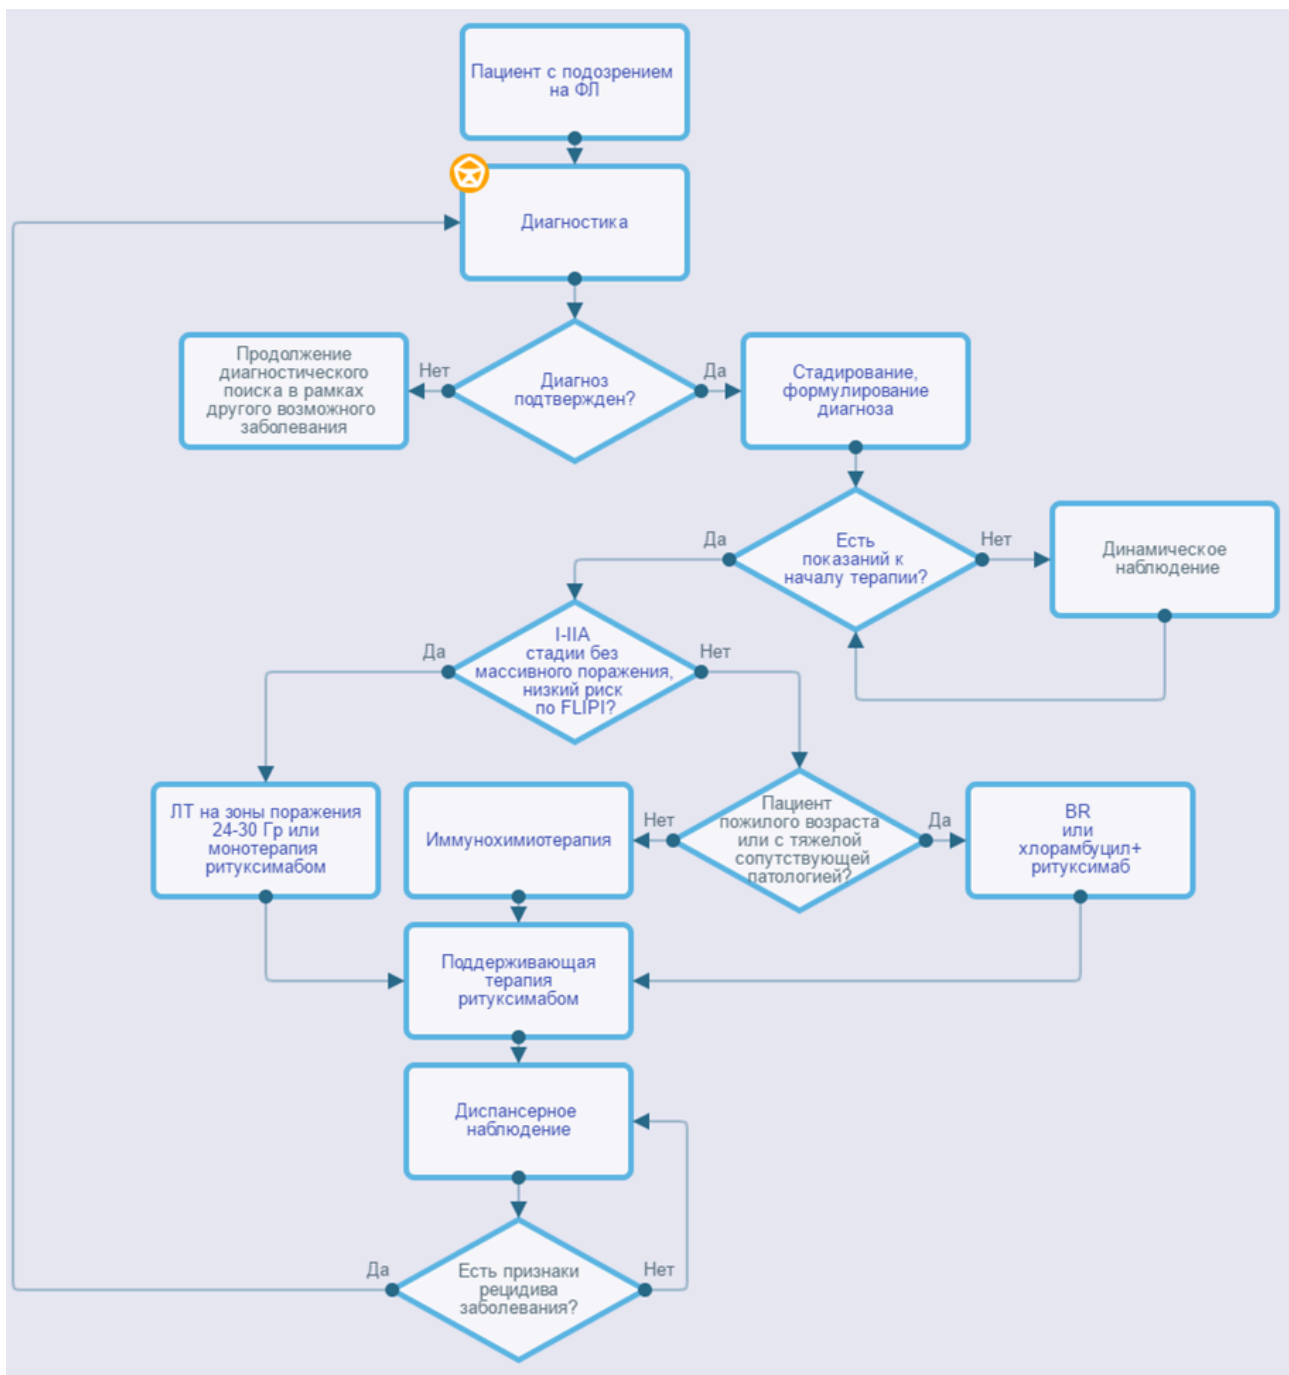 Пациент с подозрением
на ФЛ
Диагностика
Продолжение
диагностического
поиска в рамках
другого возможного
заболевания
Нет
Диагноз
подтвержден?
Да
Стадирование,
формулирование
диагноза
Да
Есть
показаний к
началу терапии?
Нет
Динамическое
наблюдение
Да
I-IIA
стадии без
массивного поражения,
низкий риск
по FLIPI?
Нет
ЛТ на зоны поражения
24-30 Гр или
монотерапия
ритуксимабом
Иммунохимиотерапия
Нет
Пациент
пожилого возраста
или с тяжелой
сопутствующей
патологией?
Да
BR
или
хлорамбуцил+
ритуксимаб
Поддерживающая
терапия
ритуксимабом
Диспансерное
наблюдение
Да
Есть признаки
рецидива
заболевания?
Нет